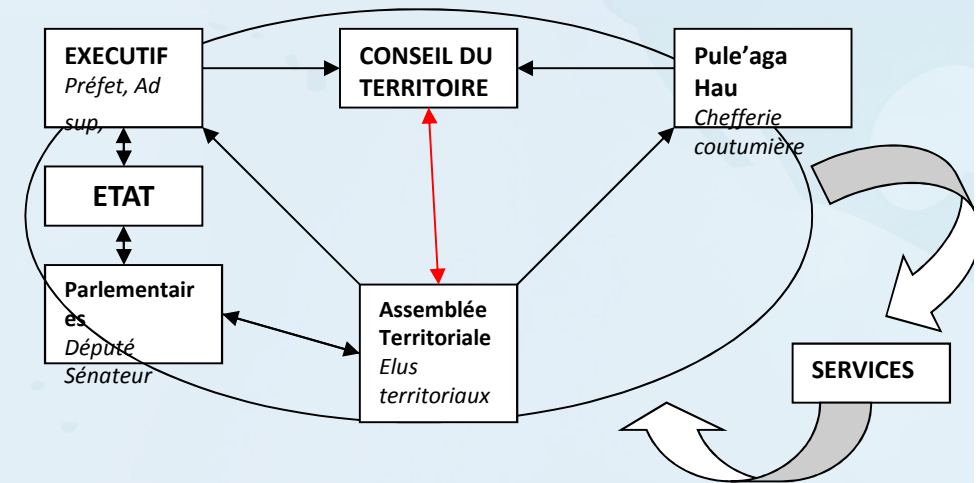 EXECUTIF
Préfet, Ad
sup,
CONSEIL DU
TERRITOIRE
Pule’aga
Hau
Chefferie
coutumière
ETAT
Parlementair
es
Député
Sénateur
Assemblée
Territoriale
Elus
territoriaux
SERVICES